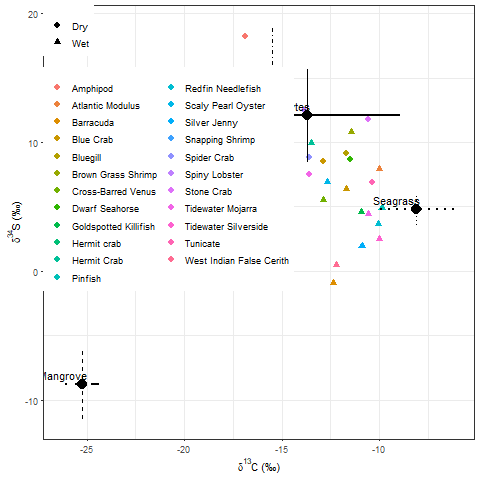 20
10
0
-10
δ34S (‰)
Dry
Wet
Amphipod
Atlantic Modulus
Barracuda
Blue Crab
Bluegill
Brown Grass Shrimp
Cross-Barred Venus
Dwarf Seahorse
Goldspotted Killifish
Hermit crab
Hermit Crab
Pinfish
Redfin Needlefish
Scaly Pearl Oyster
Silver Jenny
Snapping Shrimp
Spider Crab
Spiny Lobster
Stone Crab
Tidewater Mojarra
Tidewater Silverside
Tunicate
West Indian False Cerith
Seagrass
Mangrove
-25
-20
-15
-10
δ13C (‰)